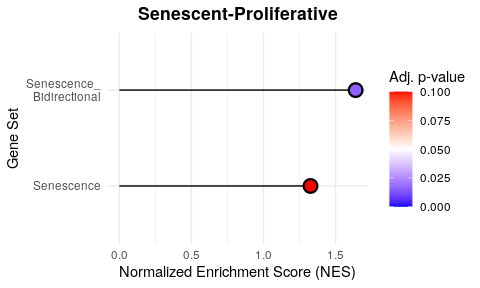 Senescent-Proliferative
Gene Set
Senescence_
Bidirectional
Senescence
0.0 0.5 1.0 1.5
Normalized Enrichment Score (NES)
Adj. p-value
0.100
0.075
0.050
0.025
0.000